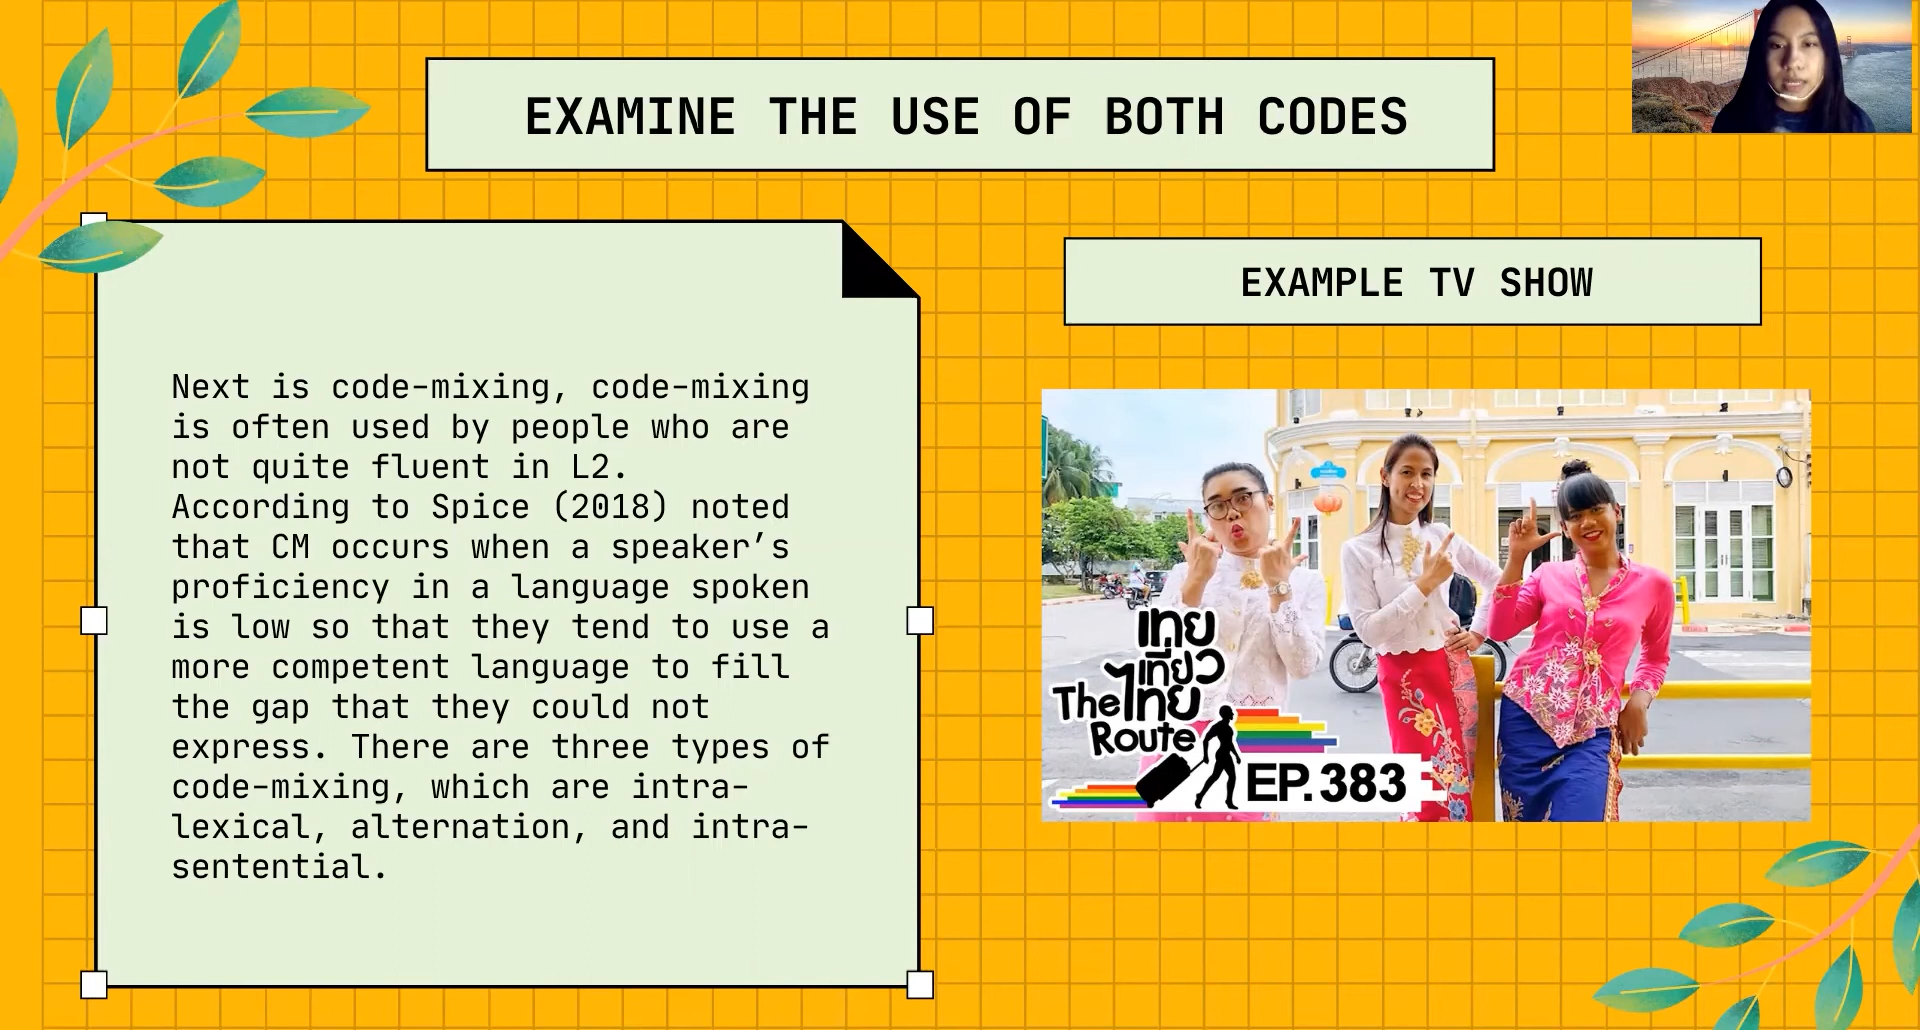 EXAMINE THE USE OF BOTH CODES
Next is code-mixing, code-mixing
is often used by people who are
not quite fluent in L2.
According to Spice (2018) noted
that CM occurs when a speaker’s
proficiency in a language spoken
is low so that they tend to use a
more competent language to fill
the gap that they could not
express. There are three types of
code-mixing, which are intra-
lexical, alternation, and intra-
sentential.
EXAMPLE TV SHOW
เทย
เที่ยว
The ไทย
Route
EP.383